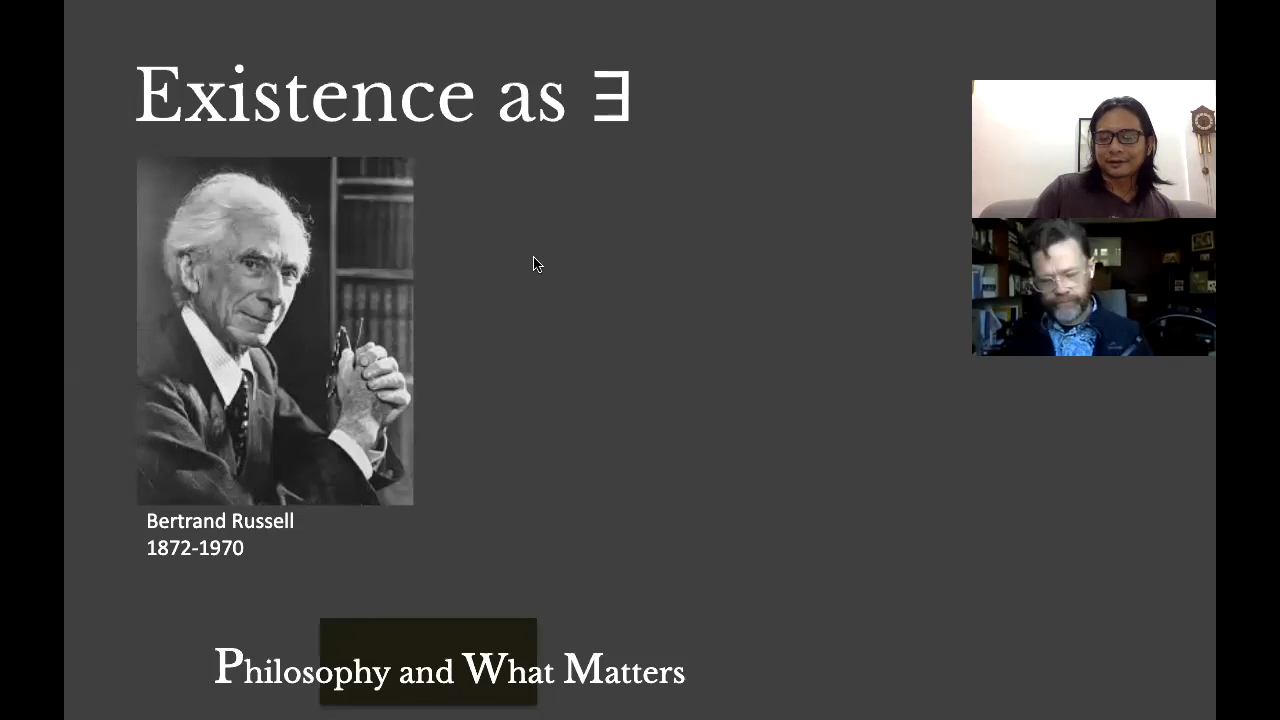 Existence as ∃
Bertrand Russell
1872-1970
Philosophy and What Matters